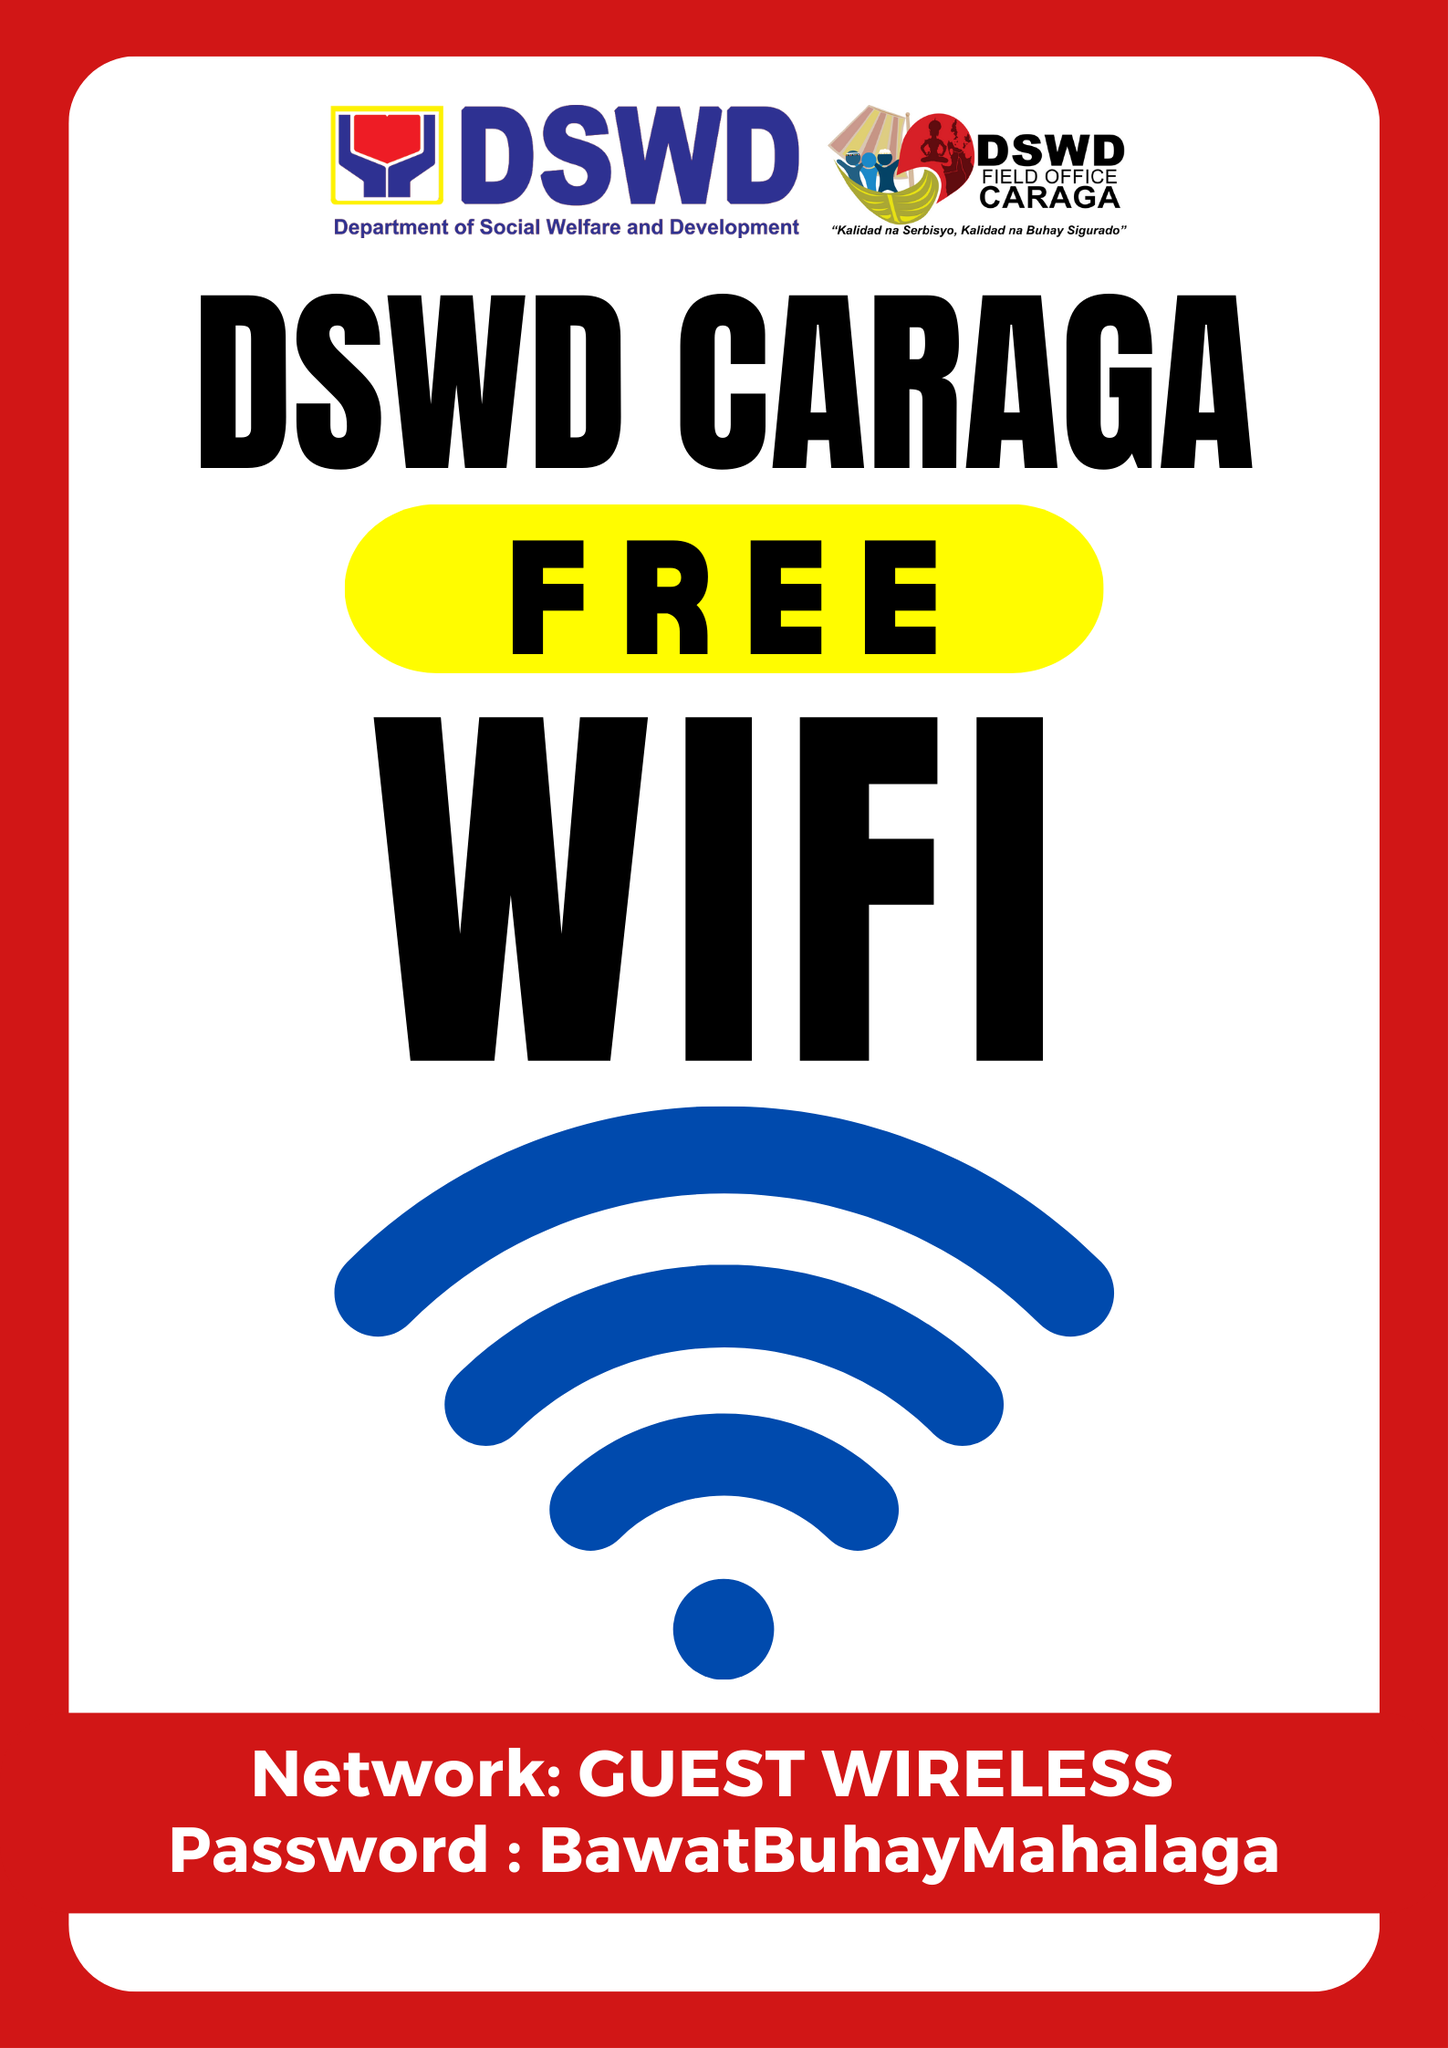 DSWD
Department of Social Welfare and Development
DSWD
FIELD OFFICE
CARAGA
“Kalidad na Serbisyo, Kalidad na Buhay Sigurado”
DSWD CARAGA
FREE
WIFI
Network: GUEST WIRELESS
Password : BawatBuhayMahalaga